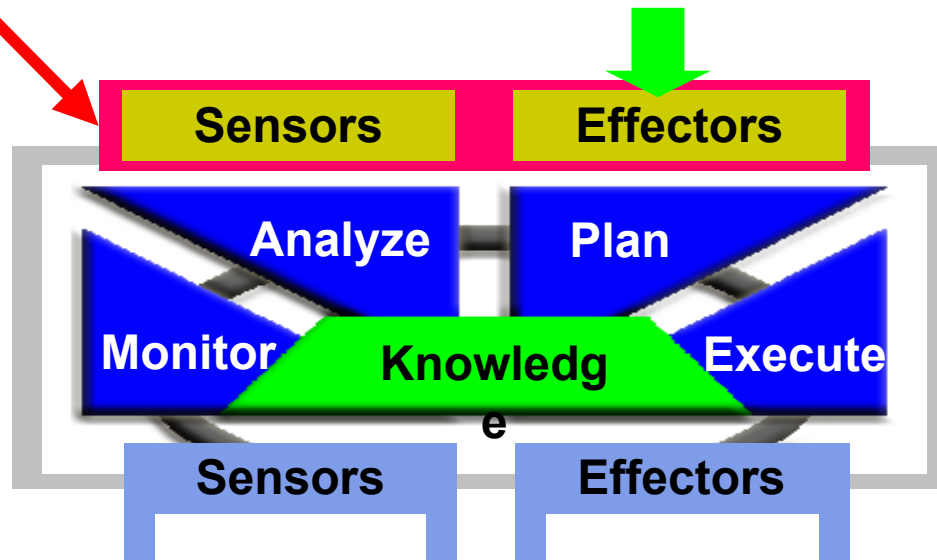 Sensors
Effectors
Analyze
Plan
Monitor
Knowledg
e
Execute
Sensors
Effectors